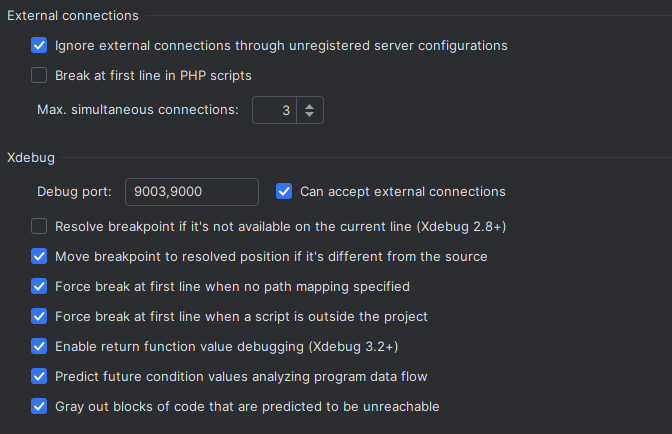 External connections
Ignore external connections through unregistered server configurations
Break at first line in PHP scripts
Max. simultaneous connections: 3
Xdebug
Debug port: 9003,9000 Can accept external connections
Resolve breakpoint if it's not available on the current line (Xdebug 2.8+)
Move breakpoint to resolved position if it's different from the source
Force break at first line when no path mapping specified
Force break at first line when a script is outside the project
Enable return function value debugging (Xdebug 3.2+)
Predict future condition values analyzing program data flow
Gray out blocks of code that are predicted to be unreachable